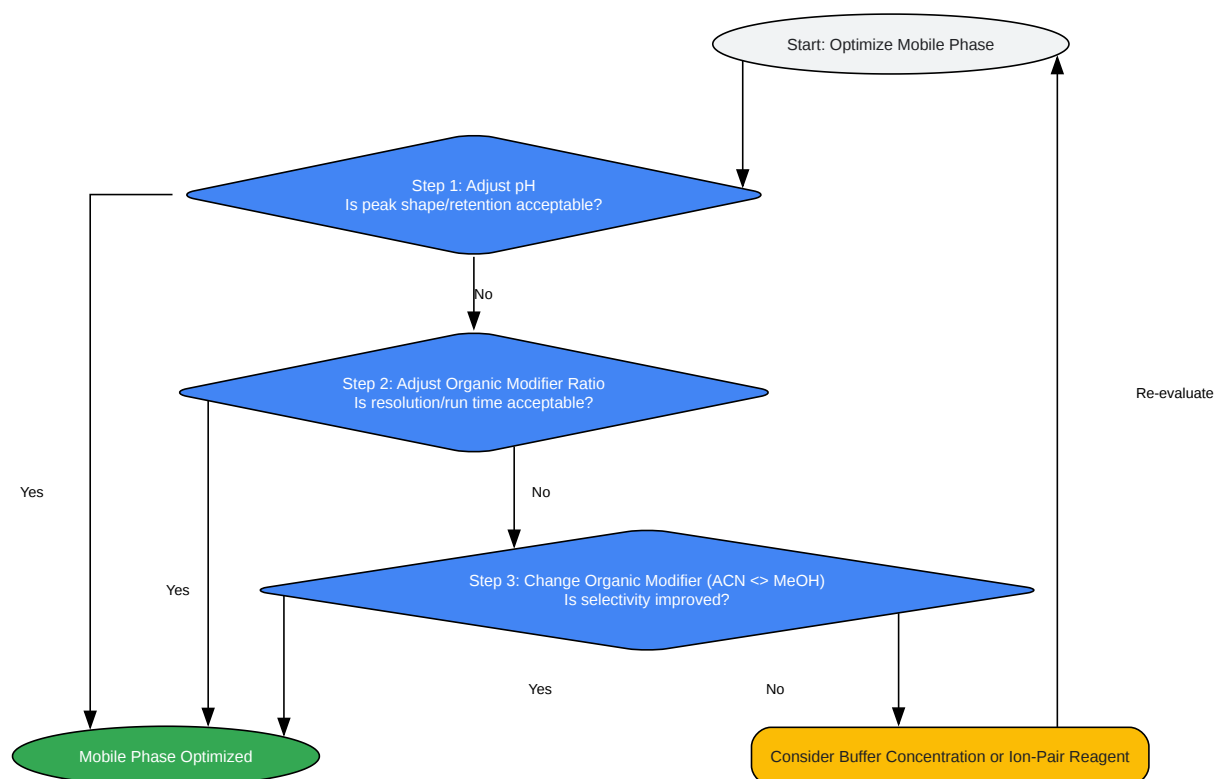 Start: Optimize Mobile Phase
Step 1: Adjust pH
Is peak shape/retention acceptable?
No
Step 2: Adjust Organic Modifier Ratio
Is resolution/run time acceptable?
Re-evaluate
Yes
No
Step 3: Change Organic Modifier (ACN <> MeOH)
Is selectivity improved?
Yes
Yes
No
Mobile Phase Optimized
Consider Buffer Concentration or Ion-Pair Reagent